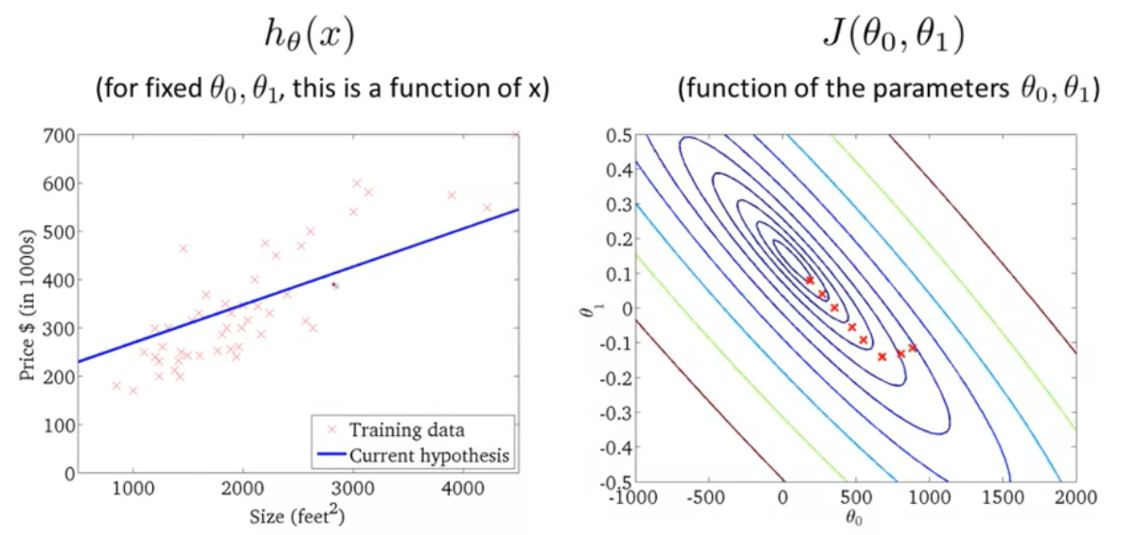 hθ(x)
(for fixed θ₀, θ₁, this is a function of x)
700
600
500
400
300
200
100
0
Price $ (in 1000s)
1000 2000 3000 4000
Size (feet²)
Training data
Current hypothesis
J(θ₀, θ₁)
(function of the parameters θ₀, θ₁)
0.5
0.4
0.3
0.2
0.1
0
-0.1
-0.2
-0.3
-0.4
-0.5
θ₁
-1000 -500 0 500 1000 1500 2000
θ₀